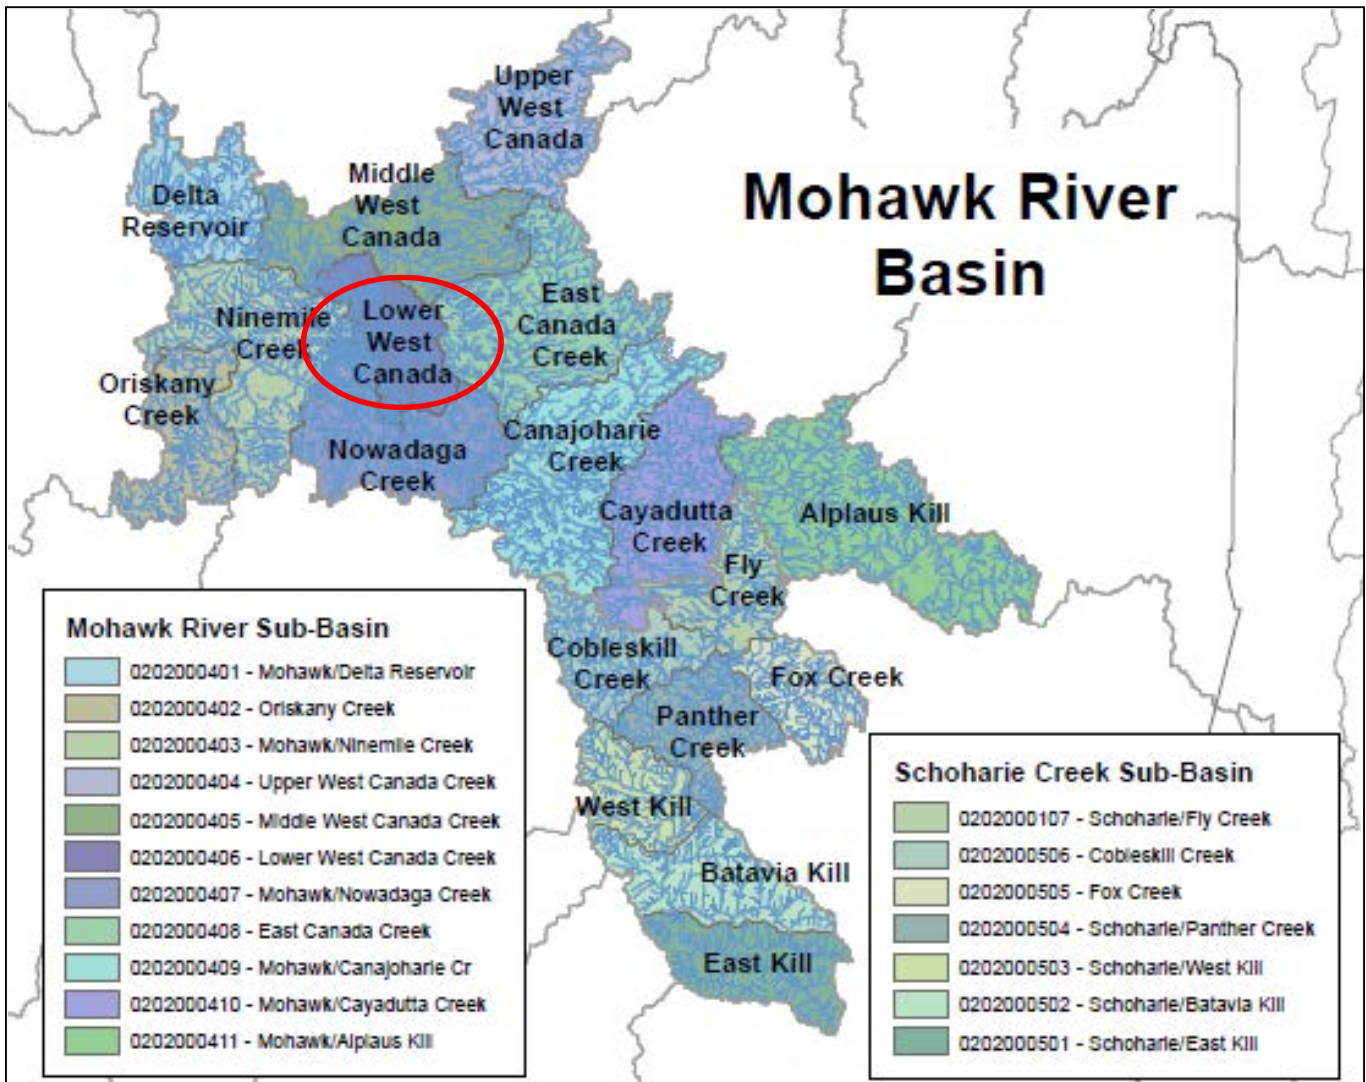 Upper
West
Canada
Middle
West
Canada
Delta
Reservoir
Mohawk River
Basin
Lower
West
Canada
East
Canada
Creek
Ninemile
Creek
Oriskany
Creek
Canajoharie
Creek
Nowadaga
Creek
Cayadutta
Creek
Alplaus Kill
Fly
Creek
Cobleskill
Creek
Fox Creek
Panther
Creek
West Kill
Batavia Kill
East Kill
Mohawk River Sub-Basin
0202000401 - Mohawk/Delta Reservoir
0202000402 - Oriskany Creek
0202000403 - Mohawk/Ninemile Creek
0202000404 - Upper West Canada Creek
0202000405 - Middle West Canada Creek
0202000406 - Lower West Canada Creek
0202000407 - Mohawk/Nowadaga Creek
0202000408 - East Canada Creek
0202000409 - Mohawk/Canajoharie Cr
0202000410 - Mohawk/Cayadutta Creek
0202000411 - Mohawk/Alplaus Kill
Schoharie Creek Sub-Basin
0202000107 - Schoharie/Fly Creek
0202000506 - Cobleskill Creek
0202000505 - Fox Creek
0202000504 - Schoharie/Panther Creek
0202000503 - Schoharie/West Kill
0202000502 - Schoharie/Batavia Kill
0202000501 - Schoharie/East Kill